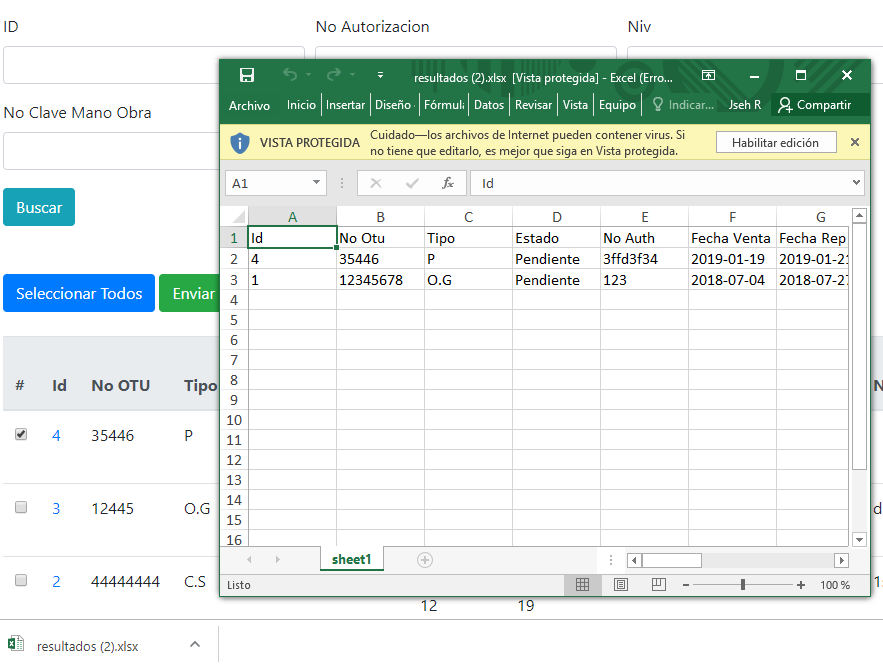 ID No Autorizacion Niv
No Clave Mano Obra
Buscar
Seleccionar Todos Enviar
# Id No OTU Tipo N
4 35446 P
3 12445 O.G d
2 44444444 C.S 1
12 19
resultados (2).xlsx
resultados (2).xlsx [Vista protegida] - Excel (Erro...
Archivo Inicio Insertar Diseño Fórmul Datos Revisar Vista Equipo Indicar... Jseh R Compartir
VISTA PROTEGIDA Cuidado—los archivos de Internet pueden contener virus. Si
no tiene que editarlo, es mejor que siga en Vista protegida.
Habilitar edición
A1 fx Id
A B C D E F G
1 Id No Otu Tipo Estado No Auth Fecha Venta Fecha Rep
2 4 35446 P Pendiente 3ffd3f34 2019-01-19 2019-01-21
3 1 12345678 O.G Pendiente 123 2018-07-04 2018-07-27
4
5
6
7
8
9
10
11
12
13
14
15
16
sheet1
Listo 100 %